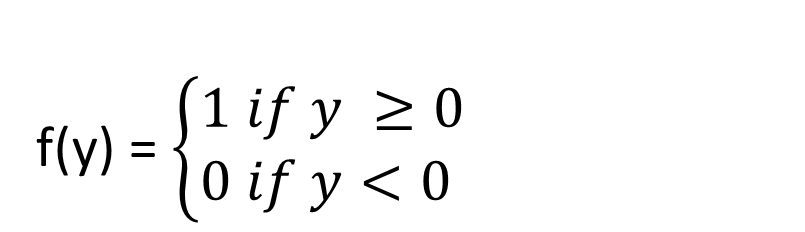 1 if y ≥ 0
f(y) =
0 if y < 0